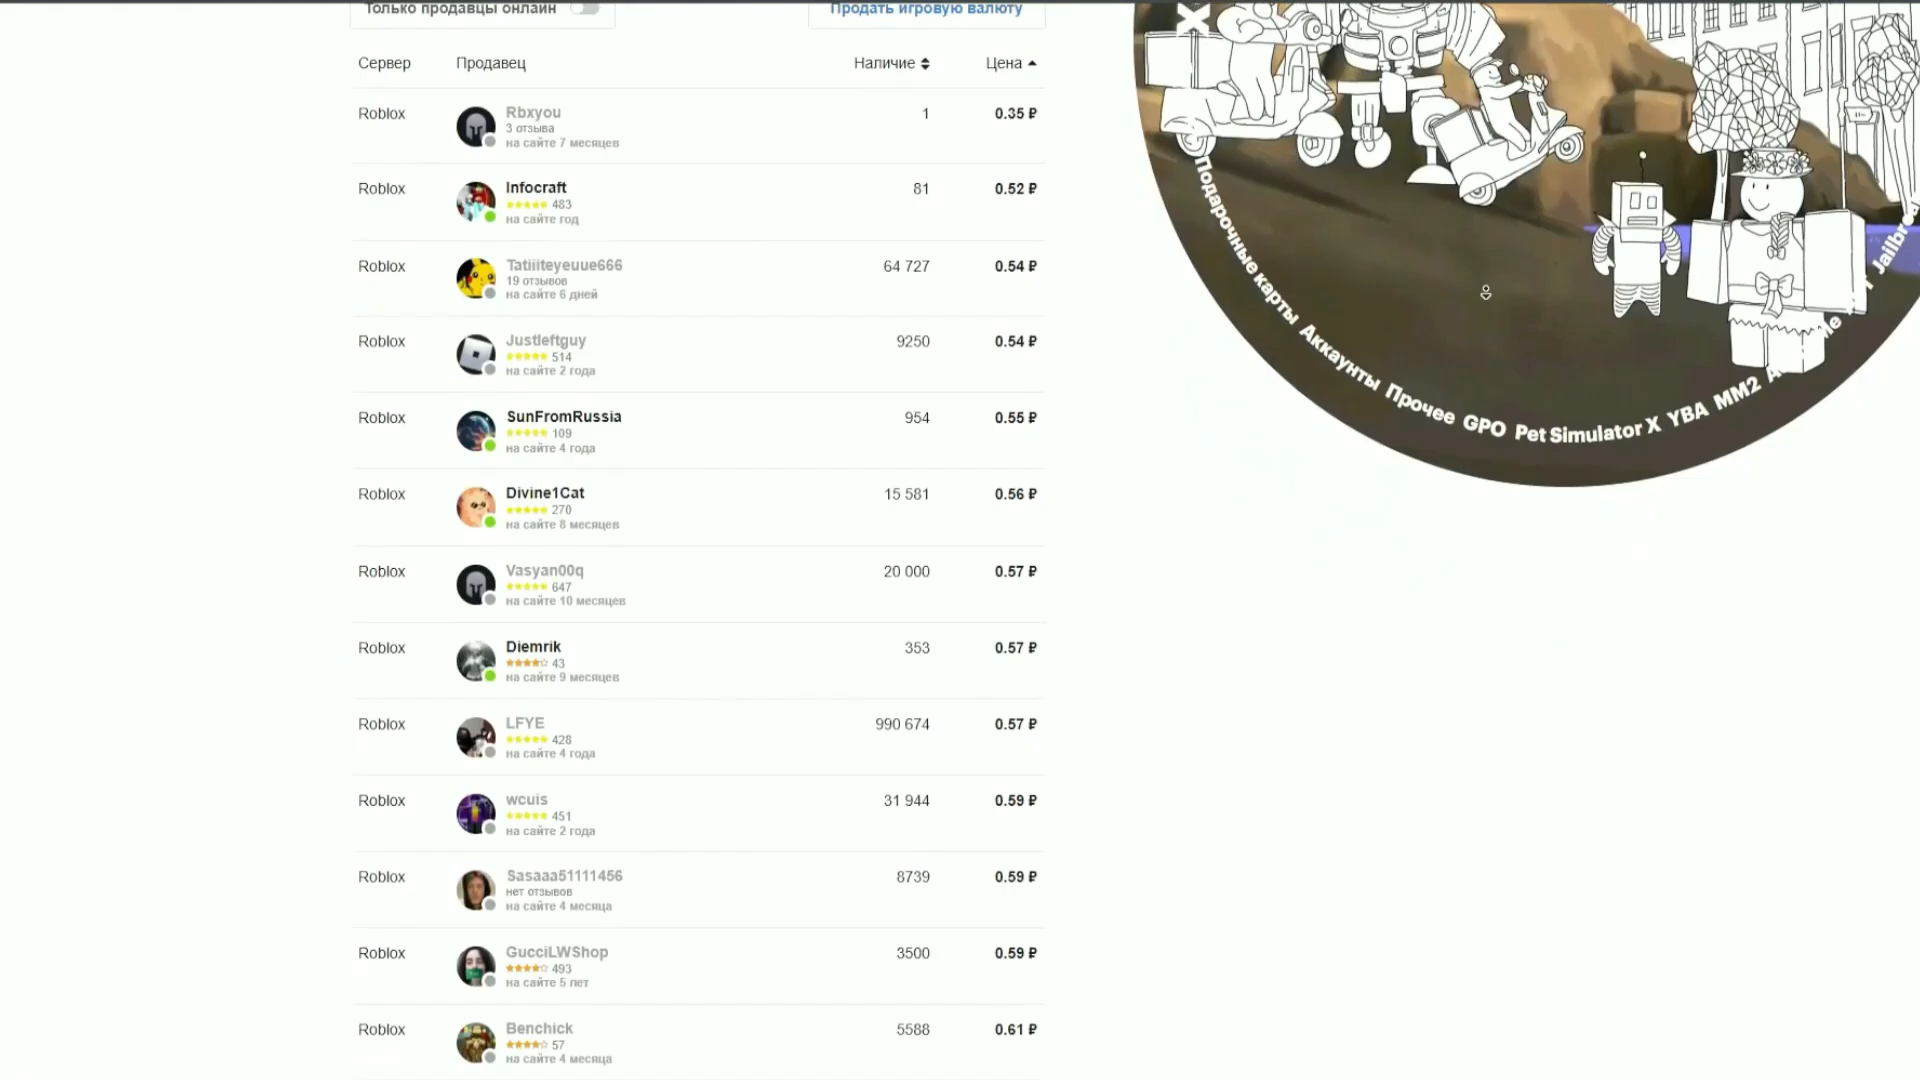 Только продавцы онлайн
Продать игровую валюту
Сервер Продавец Наличие Цена
Roblox Rbxyou 1 0.35 ₽
3 отзыва
на сайте 7 месяцев
Roblox Infocraft 81 0.52 ₽
483
на сайте год
Roblox Tatiiiteyeuue666 64 727 0.54 ₽
19 отзывов
на сайте 6 дней
Roblox Justleftguy 9250 0.54 ₽
514
на сайте 2 года
Roblox SunFromRussia 954 0.55 ₽
109
на сайте 4 года
Roblox Divine1Cat 15 581 0.56 ₽
270
на сайте 8 месяцев
Roblox Vasyan00q 20 000 0.57 ₽
647
на сайте 10 месяцев
Roblox Diemrik 353 0.57 ₽
43
на сайте 9 месяцев
Roblox LFYE 990 674 0.57 ₽
428
на сайте 4 года
Roblox wcuis 31 944 0.59 ₽
451
на сайте 2 года
Roblox Sasaaa51111456 8739 0.59 ₽
нет отзывов
на сайте 4 месяца
Roblox GucciLWShop 3500 0.59 ₽
493
на сайте 5 лет
Roblox Benchick 5588 0.61 ₽
57
на сайте 4 месяца
X
Подарочные карты Аккаунты Прочее GPO Pet Simulator X YBA MM2